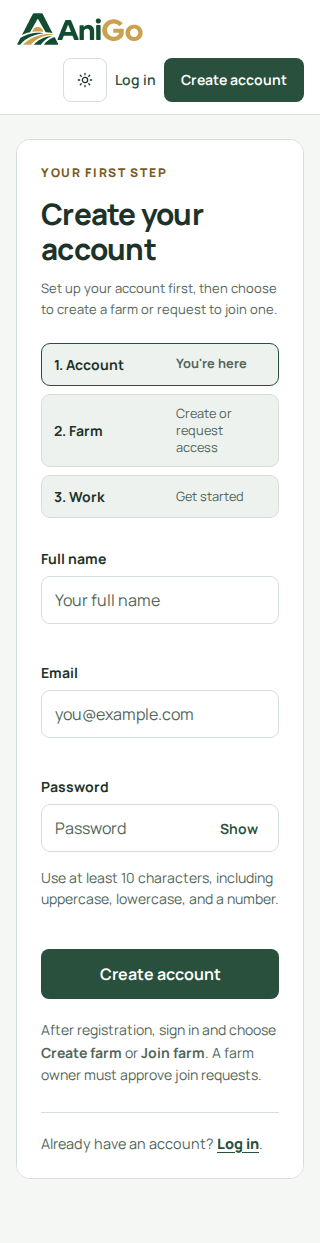 AniGo
Log in
Create account
YOUR FIRST STEP
Create your
account
Set up your account first, then choose
to create a farm or request to join one.
1. Account You're here
2. Farm Create or
request
access
3. Work Get started
Full name
Your full name
Email
you@example.com
Password
Password Show
Use at least 10 characters, including
uppercase, lowercase, and a number.
Create account
After registration, sign in and choose
Create farm or Join farm. A farm
owner must approve join requests.
Already have an account? Log in.